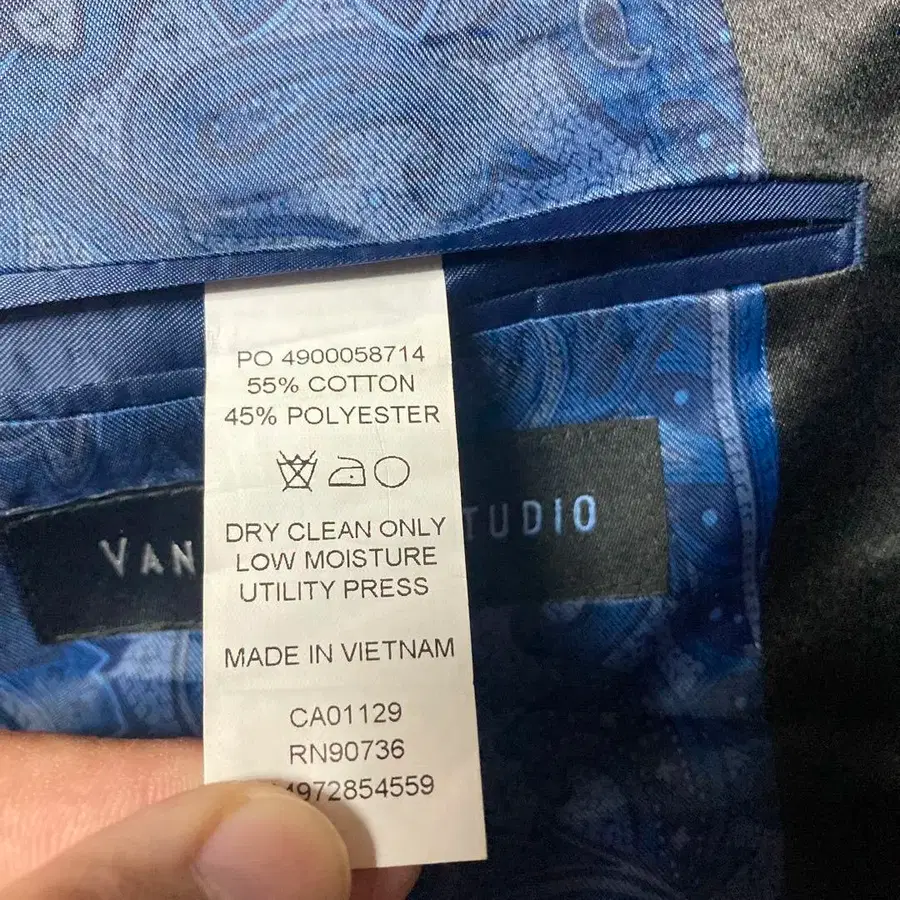 PO 4900058714
55% COTTON
45% POLYESTER
DRY CLEAN ONLY
LOW MOISTURE
UTILITY PRESS
VAN TUDIO
MADE IN VIETNAM
CA01129
RN90736
4972854559